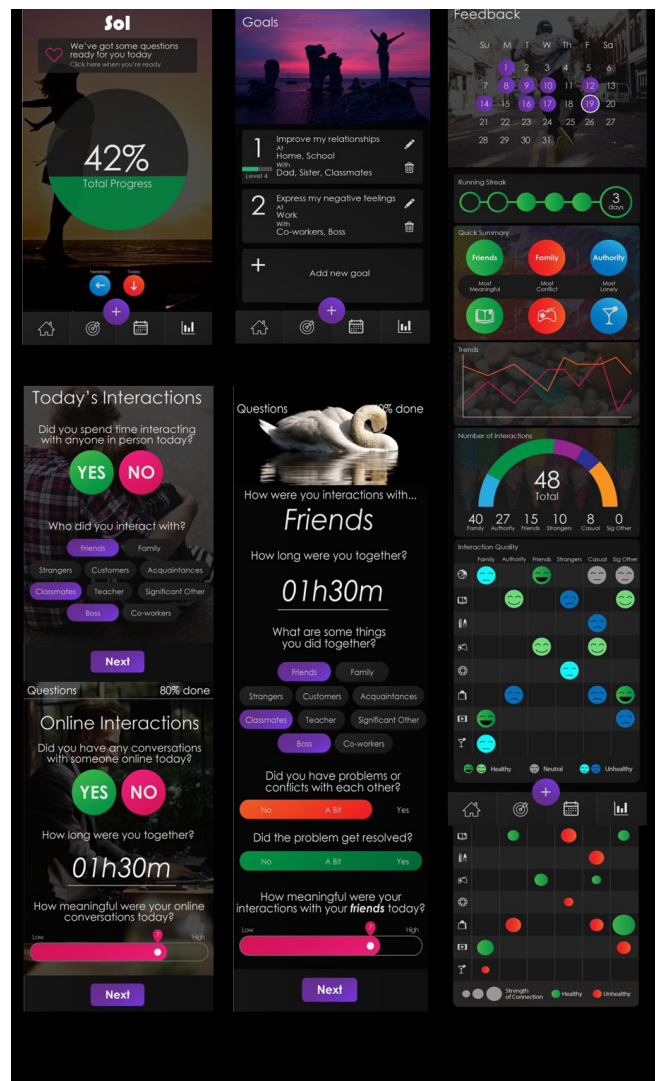 Sol
We've got some questions
ready for you today
Click here when you're ready
42%
Total Progress
Yesterday Today
+
Goals
1
Level 4
Improve my relationships
At
Home, School
With
Dad, Sister, Classmates
2
Express my negative feelings
At
Work
With
Co-workers, Boss
+
Add new goal
+
Feedback
Su M T W Th F Sa
1 2 3 4 5 6
7 8 9 10 11 12 13
14 15 16 17 18 19 20
21 22 23 24 25 26 27
28 29 30 31
Running Streak
3
days
Quick Summary
Friends Family Authority
Most
Meaningful
Most
Conflict
Most
Lonely
Trends
Number of Interactions
48
Total
40 27 15 10 8 0
Family Authority Friends Strangers Casual Sig Other
Interaction Quality
Family Authority Friends Strangers Casual Sig Other
Healthy Neutral Unhealthy
+
Strength
of Connection
Healthy Unhealthy
Today's Interactions
Did you spend time interacting
with anyone in person today?
YES NO
Who did you interact with?
Friends Family
Strangers Customers Acquaintances
Classmates Teacher Significant Other
Boss Co-workers
Next
Questions 80% done
Online Interactions
Did you have any conversations
with someone online today?
YES NO
How long were you together?
01h30m
How meaningful were your online
conversations today?
Low 7 High
Next
Questions 80% done
How were you interactions with...
Friends
How long were you together?
01h30m
What are some things
you did together?
Friends Family
Strangers Customers Acquaintances
Classmates Teacher Significant Other
Boss Co-workers
Did you have problems or
conflicts with each other?
No A Bit Yes
Did the problem get resolved?
No A Bit Yes
How meaningful were your
interactions with your friends today?
Low 7 High
Next